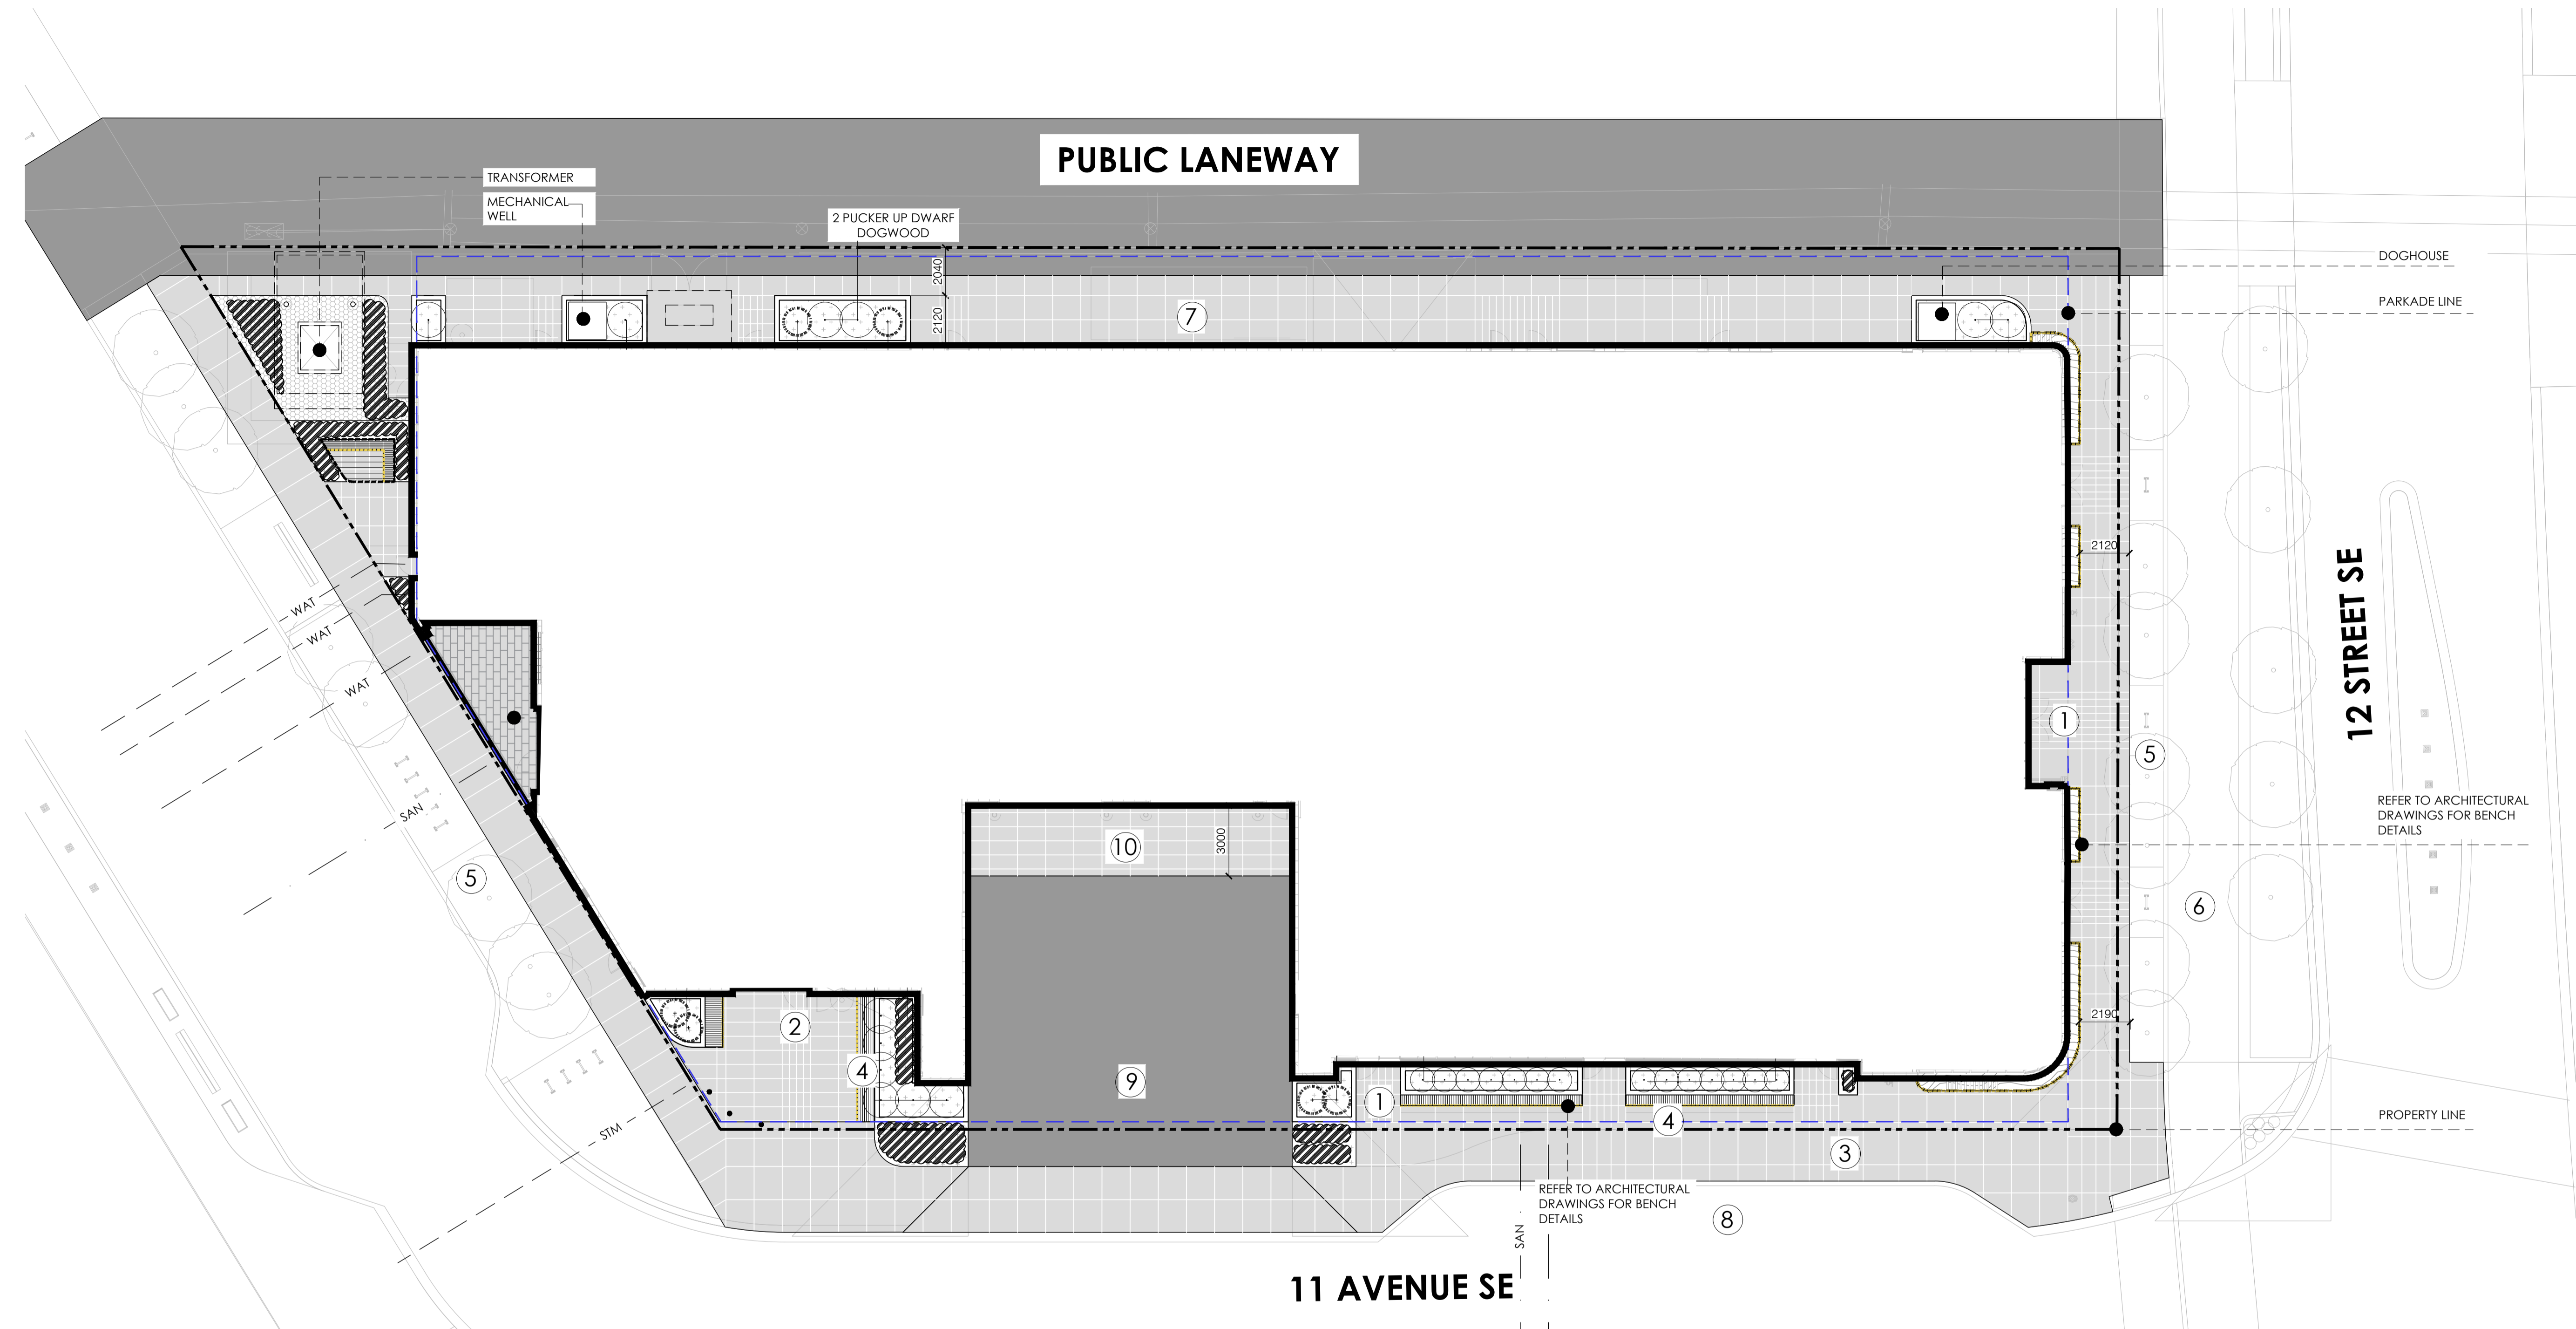 PUBLIC LANEWAY
TRANSFORMER
MECHANICAL
WELL
2 PUCKER UP DWARF
DOGWOOD
2040
2120
7
DOGHOUSE
PARKADE LINE
2120
12 STREET SE
1
5
REFER TO ARCHITECTURAL
DRAWINGS FOR BENCH
DETAILS
6
2190
WAT
WAT
WAT
SAN
5
10
3000
2
4
9
1
4
3
PROPERTY LINE
STM
REFER TO ARCHITECTURAL
DRAWINGS FOR BENCH
DETAILS
8
SAN
11 AVENUE SE